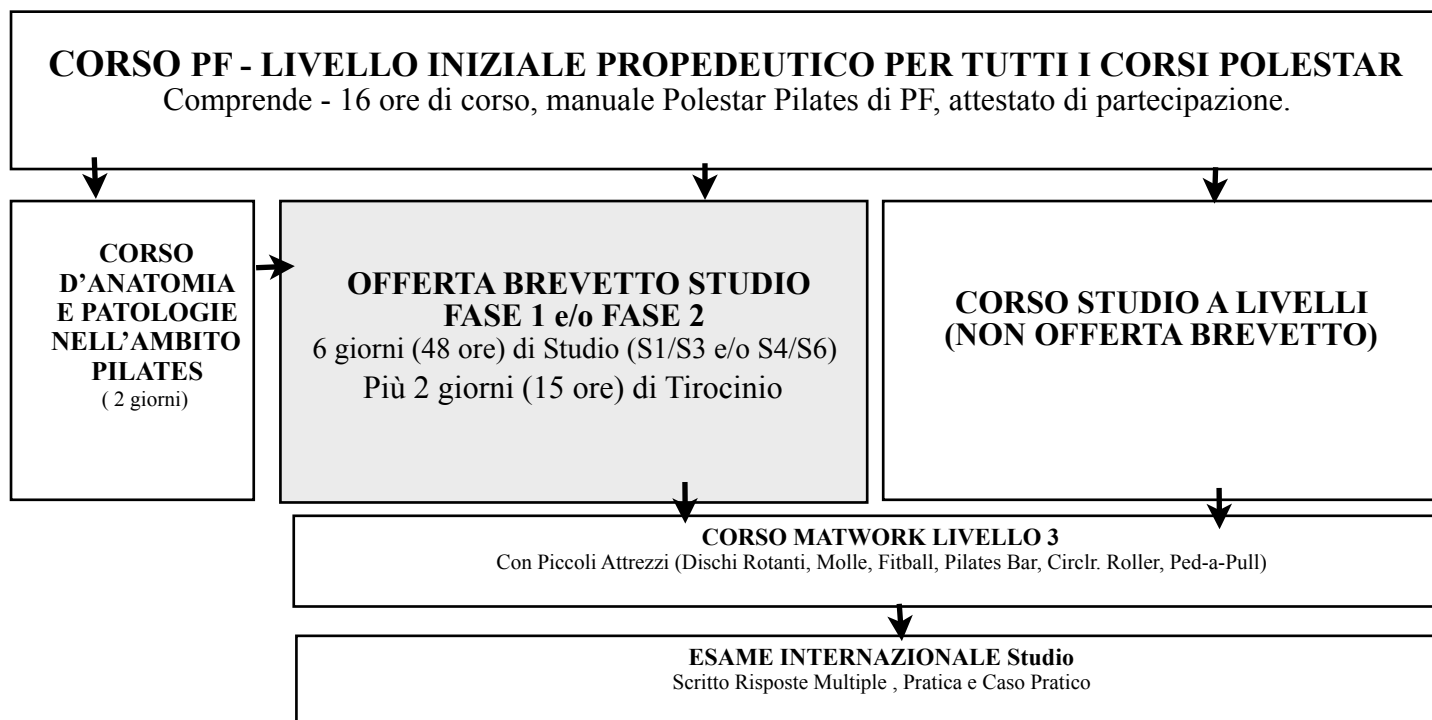 CORSO PF - LIVELLO INIZIALE PROPEDEUTICO PER TUTTI I CORSI POLESTAR
Comprende - 16 ore di corso, manuale Polestar Pilates di PF, attestato di partecipazione.
CORSO
D’ANATOMIA
E PATOLOGIE
NELL’AMBITO
PILATES
( 2 giorni)
OFFERTA BREVETTO STUDIO
FASE 1 e/o FASE 2
6 giorni (48 ore) di Studio (S1/S3 e/o S4/S6)
Più 2 giorni (15 ore) di Tirocinio
CORSO STUDIO A LIVELLI
(NON OFFERTA BREVETTO)
CORSO MATWORK LIVELLO 3
Con Piccoli Attrezzi (Dischi Rotanti, Molle, Fitball, Pilates Bar, Circlr. Roller, Ped-a-Pull)
ESAME INTERNAZIONALE Studio
Scritto Risposte Multiple , Pratica e Caso Pratico